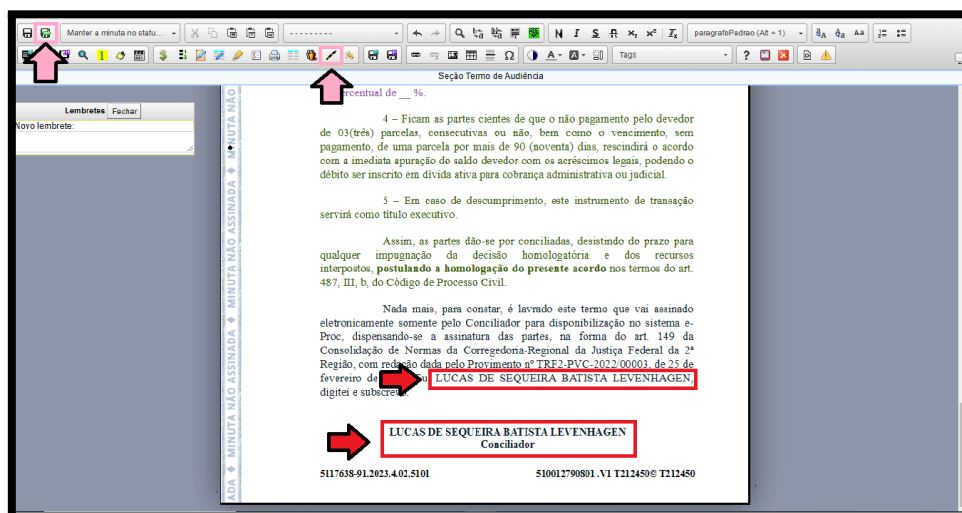 Manter a minuta no statu...
----------
N I S R x₂ x² Iₓ
paragrafoPadrao (Alt + 1)
Tags
Seção Termo de Audiência
Lembretes Fechar
Novo lembrete:
percentual de __ %.
4 – Ficam as partes cientes de que o não pagamento pelo devedor
de 03(três) parcelas, consecutivas ou não, bem como o vencimento, sem
pagamento, de uma parcela por mais de 90 (noventa) dias, rescindirá o acordo
com a imediata apuração do saldo devedor com os acréscimos legais, podendo o
débito ser inscrito em dívida ativa para cobrança administrativa ou judicial.
5 – Em caso de descumprimento, este instrumento de transação
servirá como título executivo.
Assim, as partes dão-se por conciliadas, desistindo do prazo para
qualquer impugnação da decisão homologatória e dos recursos
interpostos, postulando a homologação do presente acordo nos termos do art.
487, III, b, do Código de Processo Civil.
Nada mais, para constar, é lavrado este termo que vai assinado
eletronicamente somente pelo Conciliador para disponibilização no sistema e-
Proc, dispensando-se a assinatura das partes, na forma do art. 149 da
Consolidação de Normas da Corregedoria-Regional da Justiça Federal da 2ª
Região, com redação dada pelo Provimento nº TRF2-PVC-2022/00003, de 25 de
fevereiro de LUCAS DE SEQUEIRA BATISTA LEVENHAGEN,
digitei e subscrevo.
LUCAS DE SEQUEIRA BATISTA LEVENHAGEN
Conciliador
5117638-91.2023.4.02.5101 510012790801 .V1 T212450© T212450
MINUTA NÃO ASSINADA MINUTA NÃO ASSINADA MINUTA NÃO